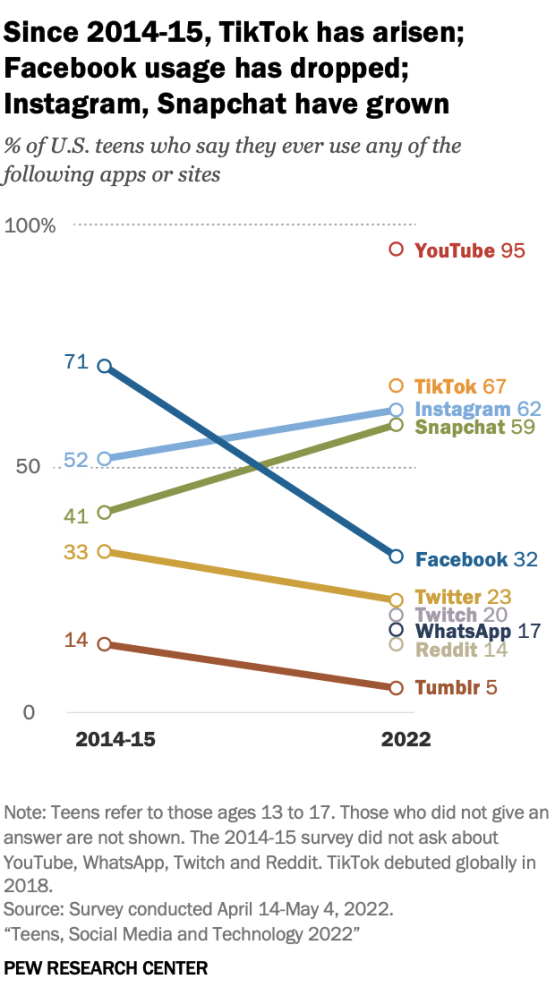 Since 2014-15, TikTok has arisen;
Facebook usage has dropped;
Instagram, Snapchat have grown
% of U.S. teens who say they ever use any of the
following apps or sites
100%
YouTube 95
71
TikTok 67
Instagram 62
Snapchat 59
52
50
41
33
Facebook 32
Twitter 23
Twitch 20
WhatsApp 17
Reddit 14
14
Tumblr 5
0
2014-15 2022
Note: Teens refer to those ages 13 to 17. Those who did not give an
answer are not shown. The 2014-15 survey did not ask about
YouTube, WhatsApp, Twitch and Reddit. TikTok debuted globally in
2018.
Source: Survey conducted April 14-May 4, 2022.
“Teens, Social Media and Technology 2022”
PEW RESEARCH CENTER